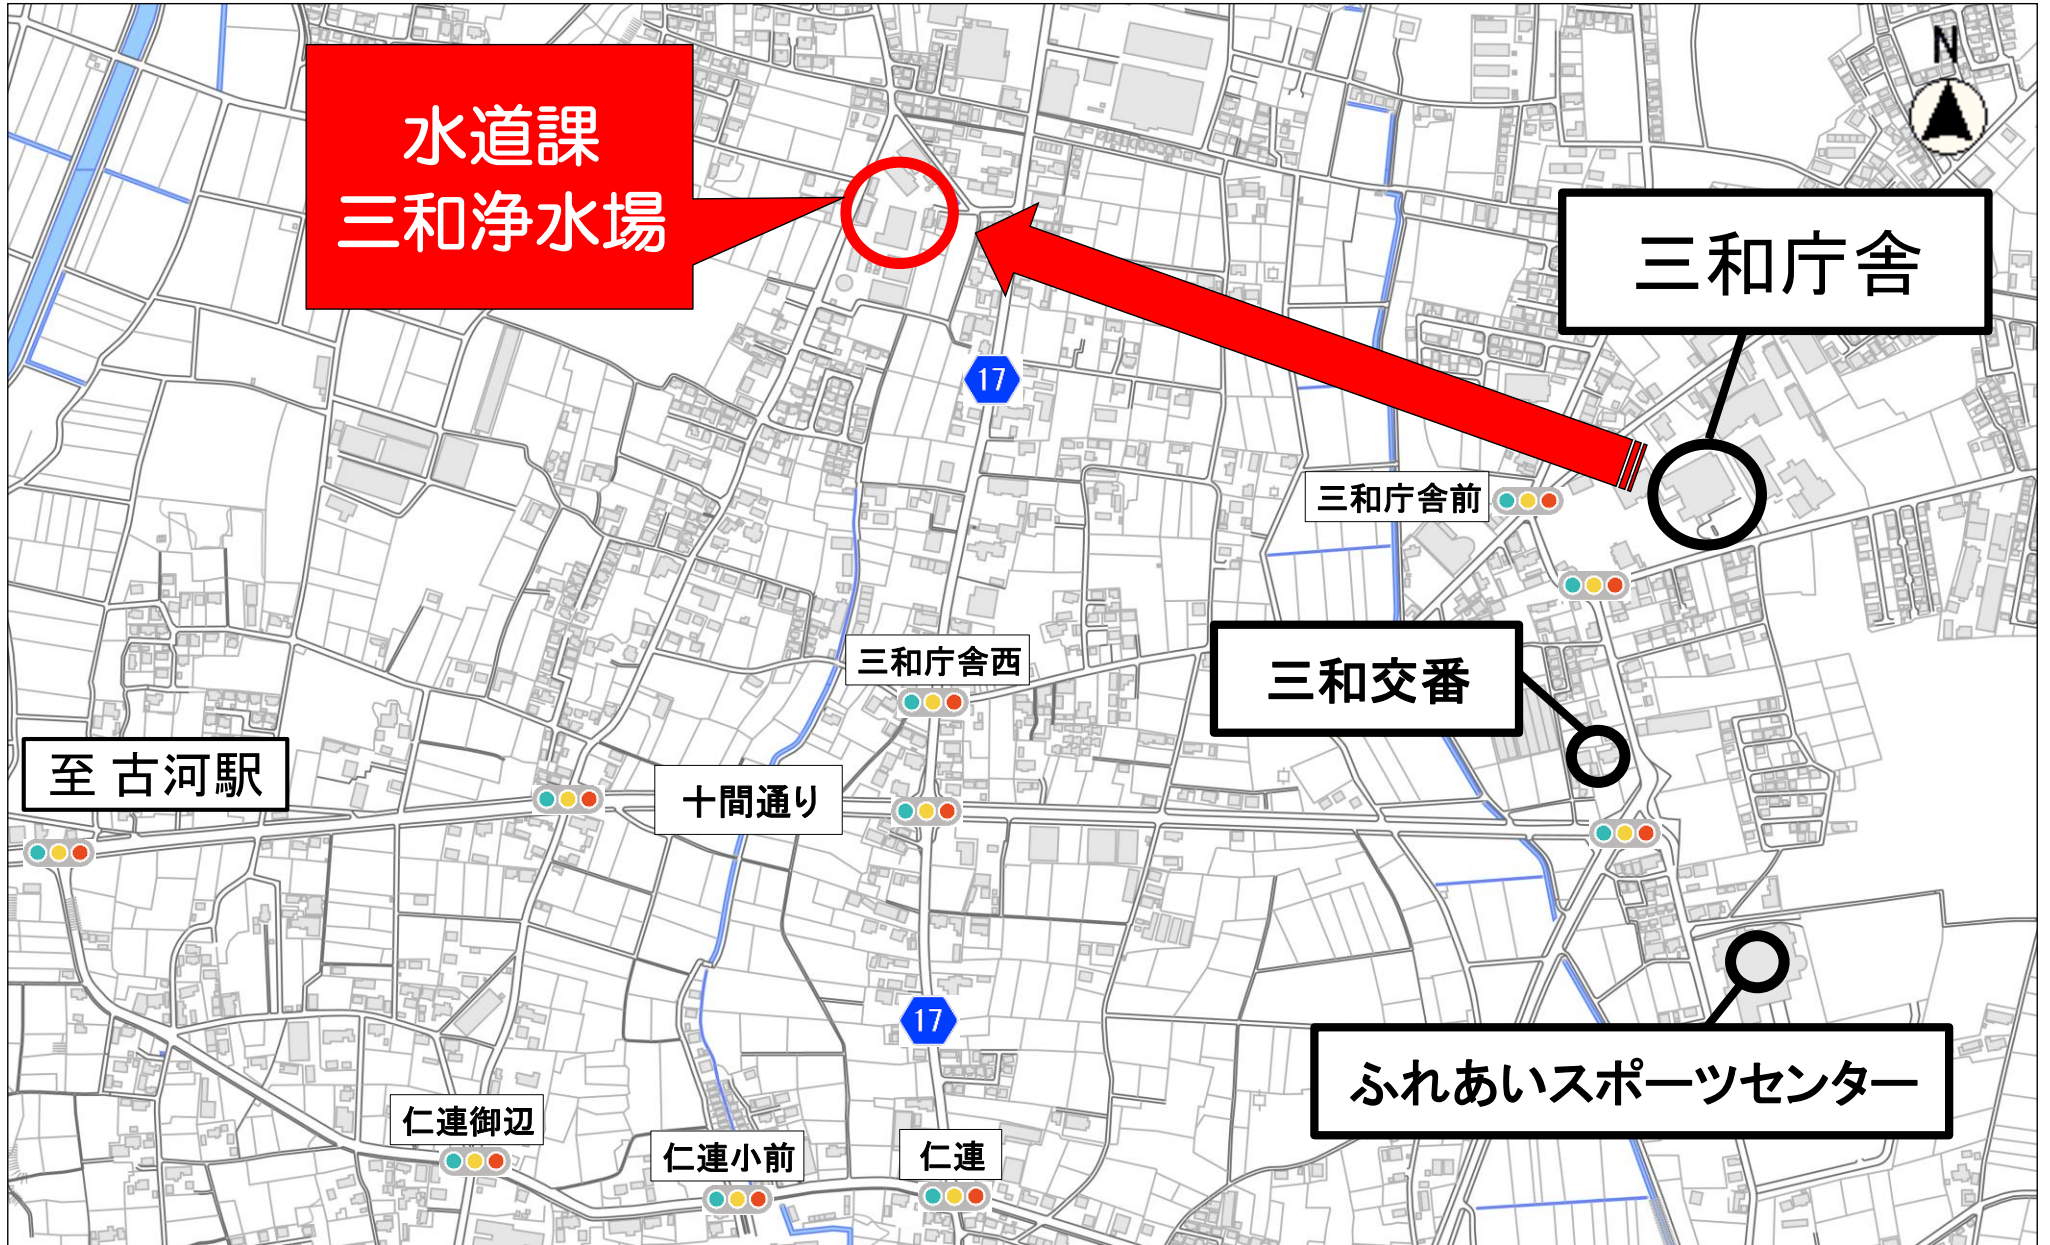 N
水道課
三和浄水場
三和庁舎
17
三和庁舎前
三和庁舎西
三和交番
至 古河駅
十間通り
17
ふれあいスポーツセンター
仁連御辺
仁連小前
仁連